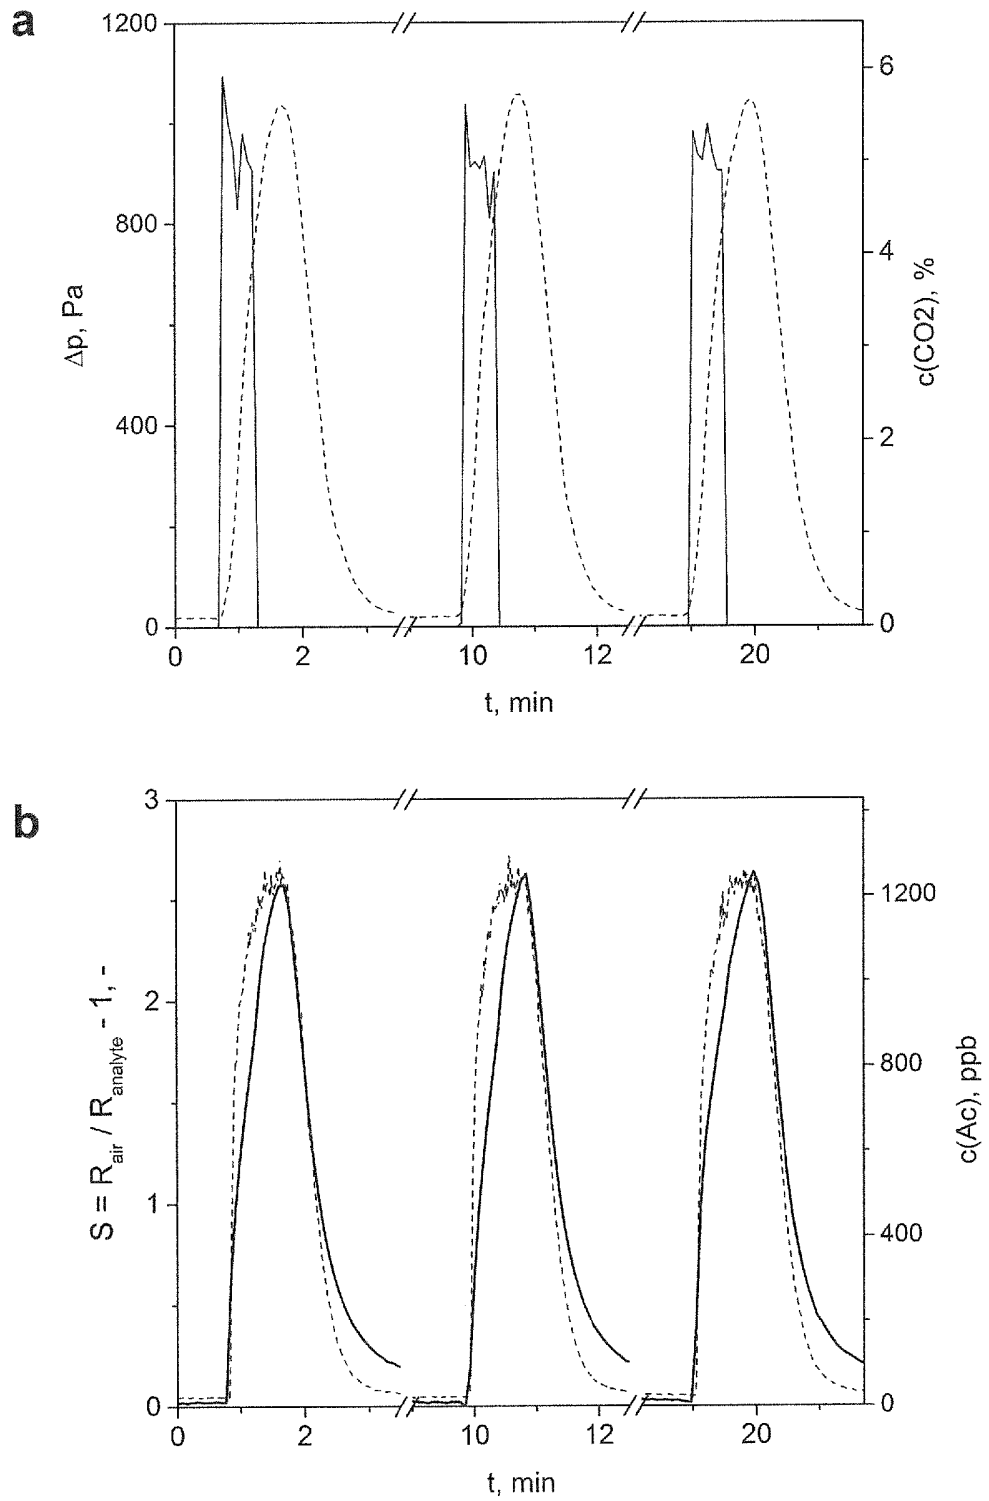 a
1200
800
400
0
Δp, Pa
6
4
2
0
c(CO2), %
0 2 10 12 20
t, min
b
3
2
1
0
S = Rair / Ranalyte - 1, -
1200
800
400
0
c(Ac), ppb
0 2 10 12 20
t, min